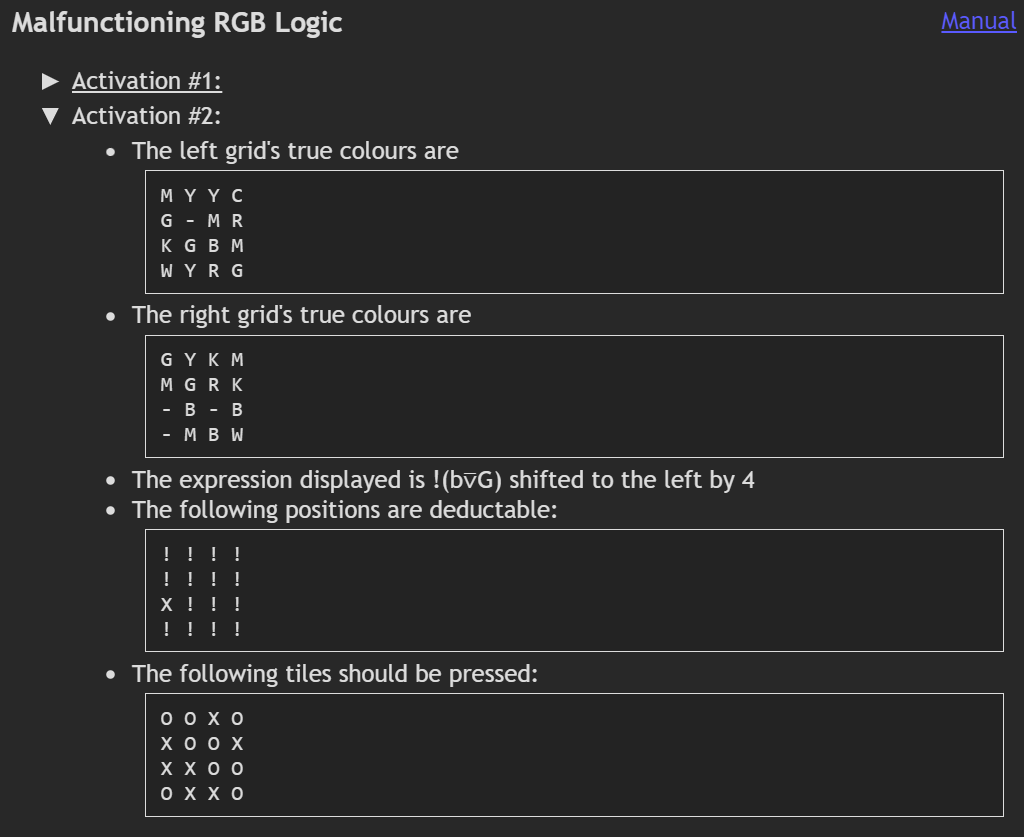 Malfunctioning RGB Logic
Manual
▶ Activation #1:
▼ Activation #2:
• The left grid's true colours are
M Y Y C
G - M R
K G B M
W Y R G
• The right grid's true colours are
G Y K M
M G R K
- B - B
- M B W
• The expression displayed is !(b⊽G) shifted to the left by 4
• The following positions are deductable:
! ! ! !
! ! ! !
X ! ! !
! ! ! !
• The following tiles should be pressed:
O O X O
X O O X
X X O O
O X X O